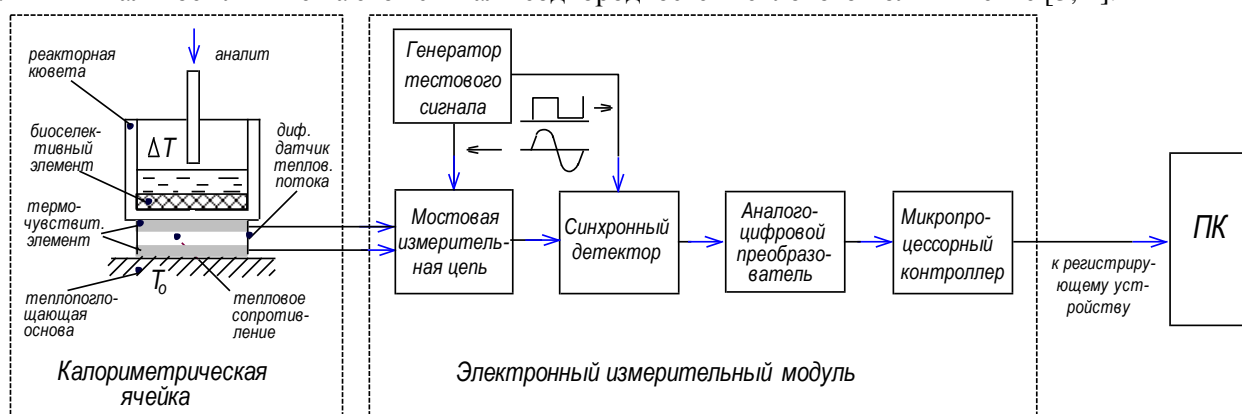 реакторная
кювета
аналит
биоселек-
тивный
элемент
ΔT
диф.
датчик
теплов.
потока
термо-
чувствит.
элемент
T₀
теплопогло-
щающая
основа
тепловое
сопротив-
ление
Калориметрическая
ячейка
Генератор
тестового
сигнала
Мостовая
измеритель-
ная цепь
Синхронный
детектор
Аналого-
цифровой
преобразо-
ватель
Микропро-
цессорный
контроллер
к регистрирую-
ющему уст-
ройству
ПК
Электронный измерительный модуль